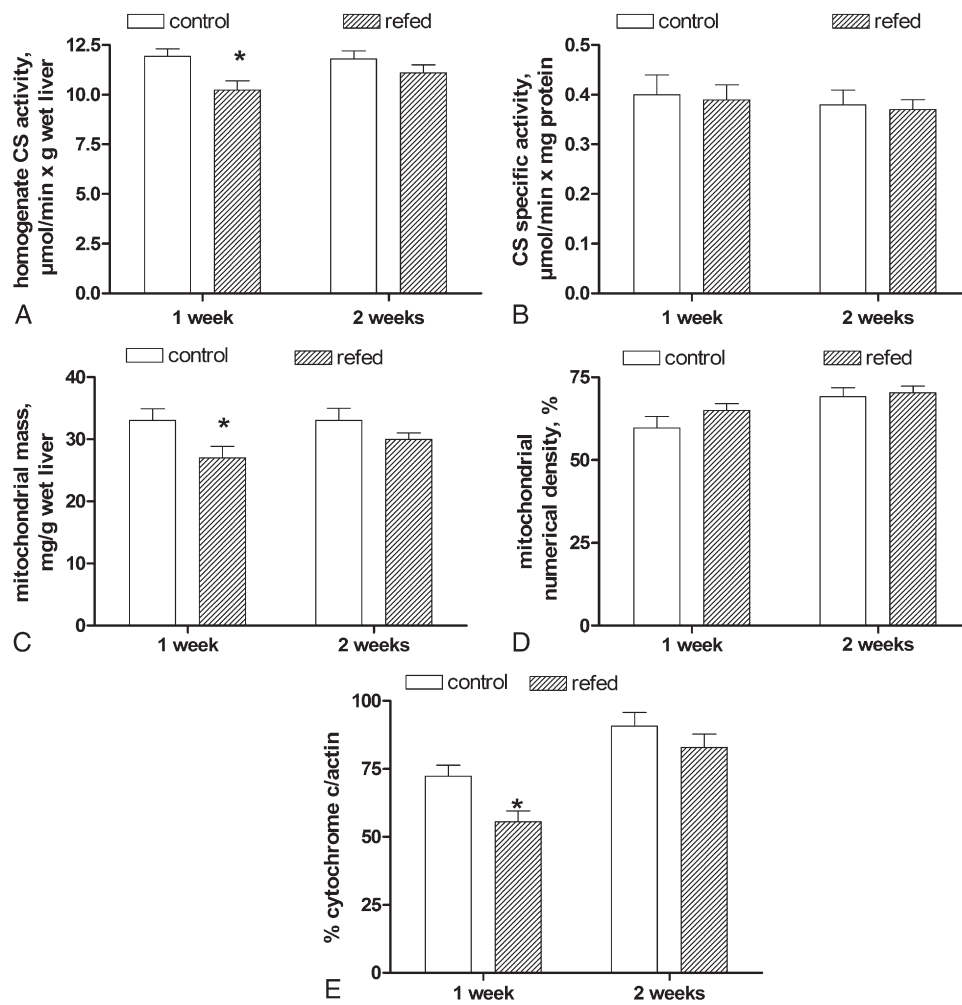 control refed
homogenate CS activity,
µmol/min x g wet liver
12.5
10.0
7.5
5.0
2.5
0.0
*
1 week 2 weeks
A
control refed
CS specific activity,
µmol/min x mg protein
0.5
0.4
0.3
0.2
0.1
0.0
1 week 2 weeks
B
control refed
mitochondrial mass,
mg/g wet liver
40
30
20
10
0
*
1 week 2 weeks
C
control refed
mitochondrial
numerical density, %
75
50
25
0
1 week 2 weeks
D
control refed
% cytochrome c/actin
100
75
50
25
0
*
1 week 2 weeks
E